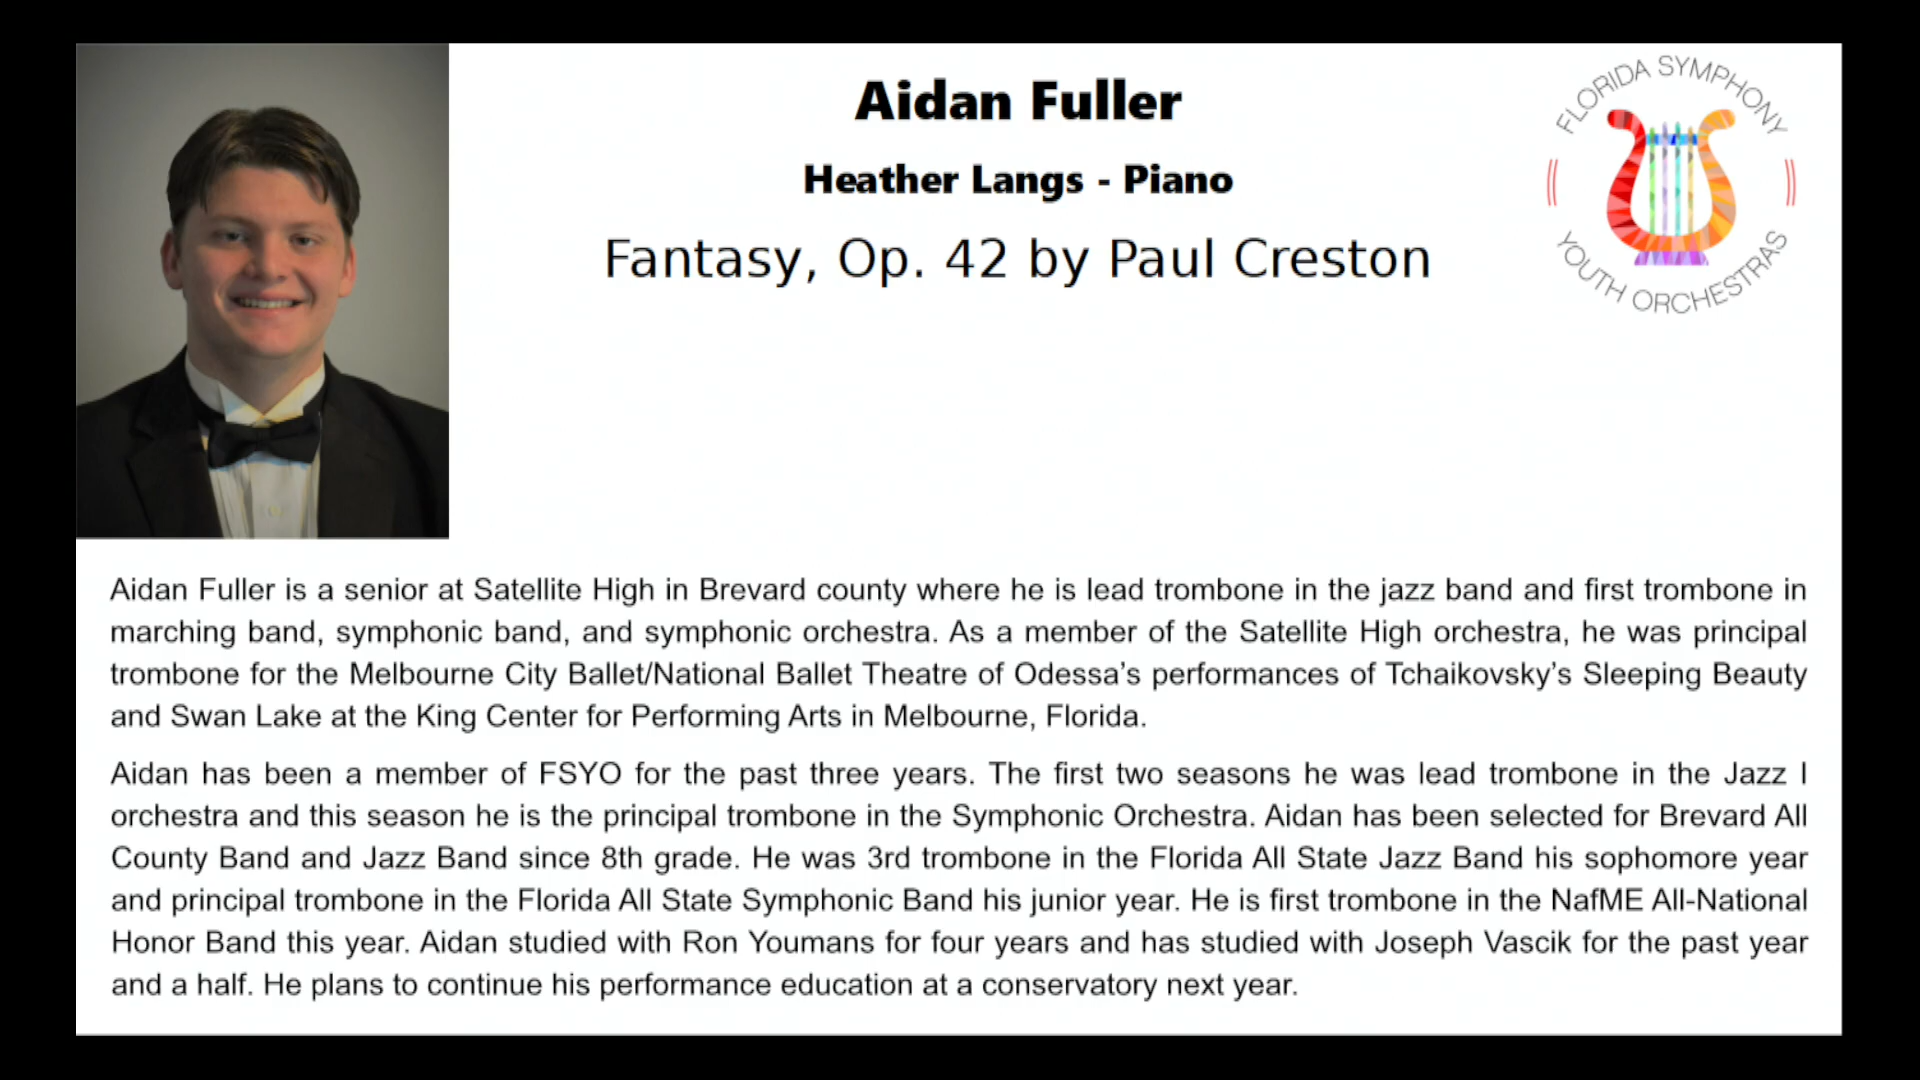 Aidan Fuller
Heather Langs - Piano
Fantasy, Op. 42 by Paul Creston
FLORIDA SYMPHONY
YOUTH ORCHESTRAS
Aidan Fuller is a senior at Satellite High in Brevard county where he is lead trombone in the jazz band and first trombone in
marching band, symphonic band, and symphonic orchestra. As a member of the Satellite High orchestra, he was principal
trombone for the Melbourne City Ballet/National Ballet Theatre of Odessa’s performances of Tchaikovsky’s Sleeping Beauty
and Swan Lake at the King Center for Performing Arts in Melbourne, Florida.
Aidan has been a member of FSYO for the past three years. The first two seasons he was lead trombone in the Jazz I
orchestra and this season he is the principal trombone in the Symphonic Orchestra. Aidan has been selected for Brevard All
County Band and Jazz Band since 8th grade. He was 3rd trombone in the Florida All State Jazz Band his sophomore year
and principal trombone in the Florida All State Symphonic Band his junior year. He is first trombone in the NafME All-National
Honor Band this year. Aidan studied with Ron Youmans for four years and has studied with Joseph Vascik for the past year
and a half. He plans to continue his performance education at a conservatory next year.